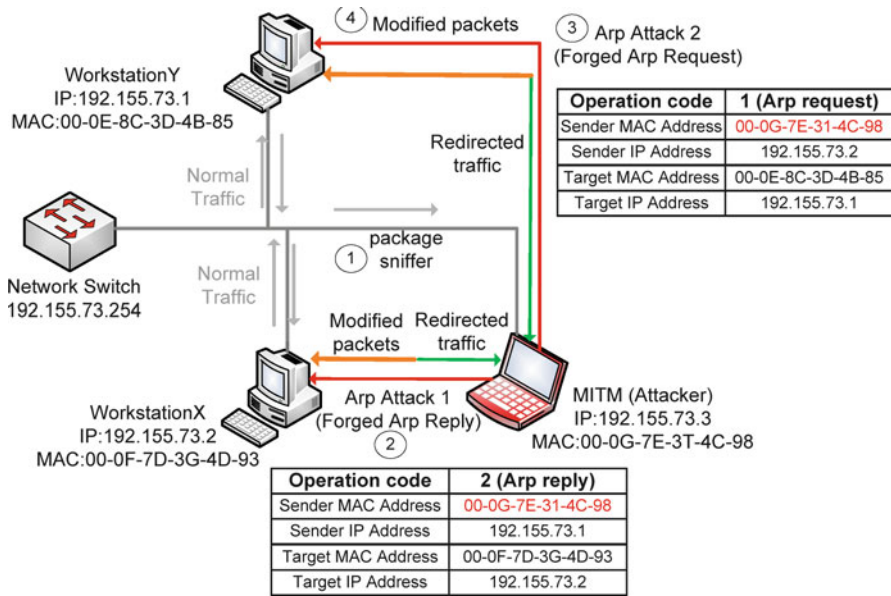 4 Modified packets
3 Arp Attack 2
(Forged Arp Request)
WorkstationY
IP:192.155.73.1
MAC:00-0E-8C-3D-4B-85
Operation code 1 (Arp request)
Sender MAC Address 00-0G-7E-31-4C-98
Sender IP Address 192.155.73.2
Target MAC Address 00-0E-8C-3D-4B-85
Target IP Address 192.155.73.1
Redirected
traffic
Normal
Traffic
1 package
sniffer
Network Switch
192.155.73.254
Normal
Traffic
Modified
packets
Redirected
traffic
WorkstationX
IP:192.155.73.2
MAC:00-0F-7D-3G-4D-93
Arp Attack 1
(Forged Arp Reply)
2
MITM (Attacker)
IP:192.155.73.3
MAC:00-0G-7E-3T-4C-98
Operation code 2 (Arp reply)
Sender MAC Address 00-0G-7E-31-4C-98
Sender IP Address 192.155.73.1
Target MAC Address 00-0F-7D-3G-4D-93
Target IP Address 192.155.73.2